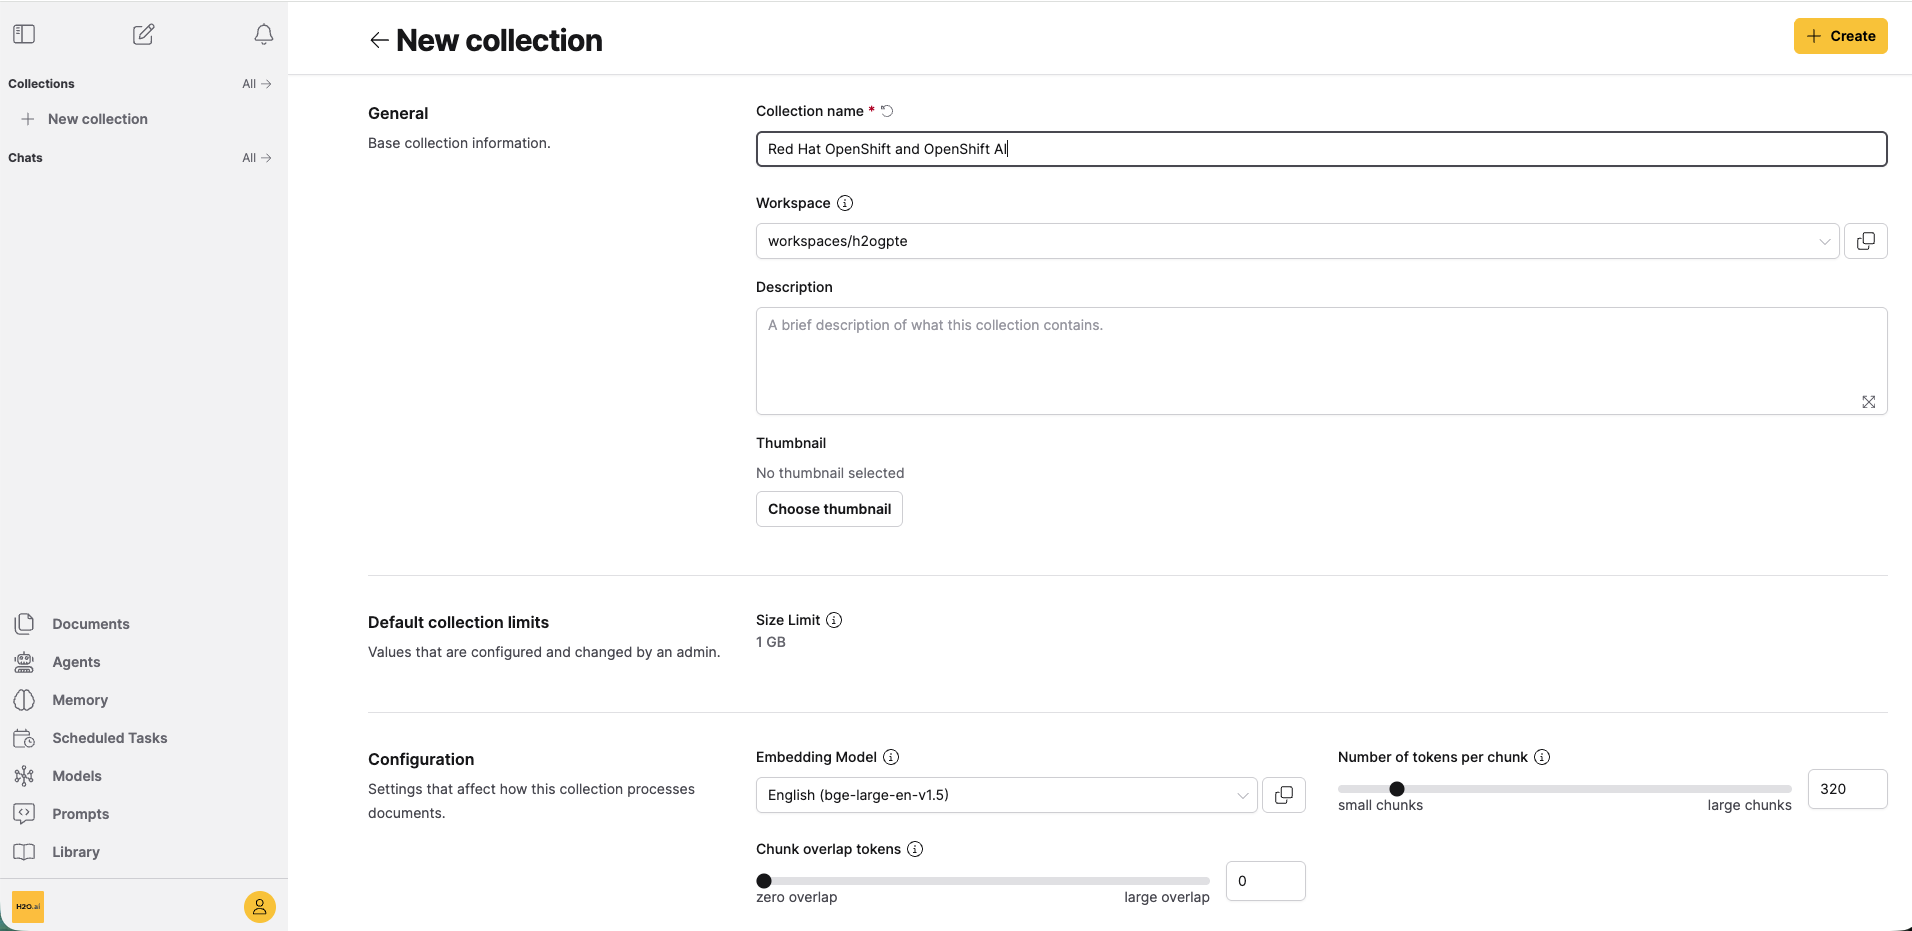 New collection
Create
Collections
All
New collection
Chats
All
General
Base collection information.
Collection name *
Red Hat OpenShift and OpenShift AI
Workspace
workspaces/h2ogpte
Description
A brief description of what this collection contains.
Thumbnail
No thumbnail selected
Choose thumbnail
Default collection limits
Values that are configured and changed by an admin.
Size Limit
1 GB
Configuration
Settings that affect how this collection processes
documents.
Embedding Model
English (bge-large-en-v1.5)
Number of tokens per chunk
small chunks
large chunks
320
Chunk overlap tokens
zero overlap
large overlap
0
Documents
Agents
Memory
Scheduled Tasks
Models
Prompts
Library
H2O.ai